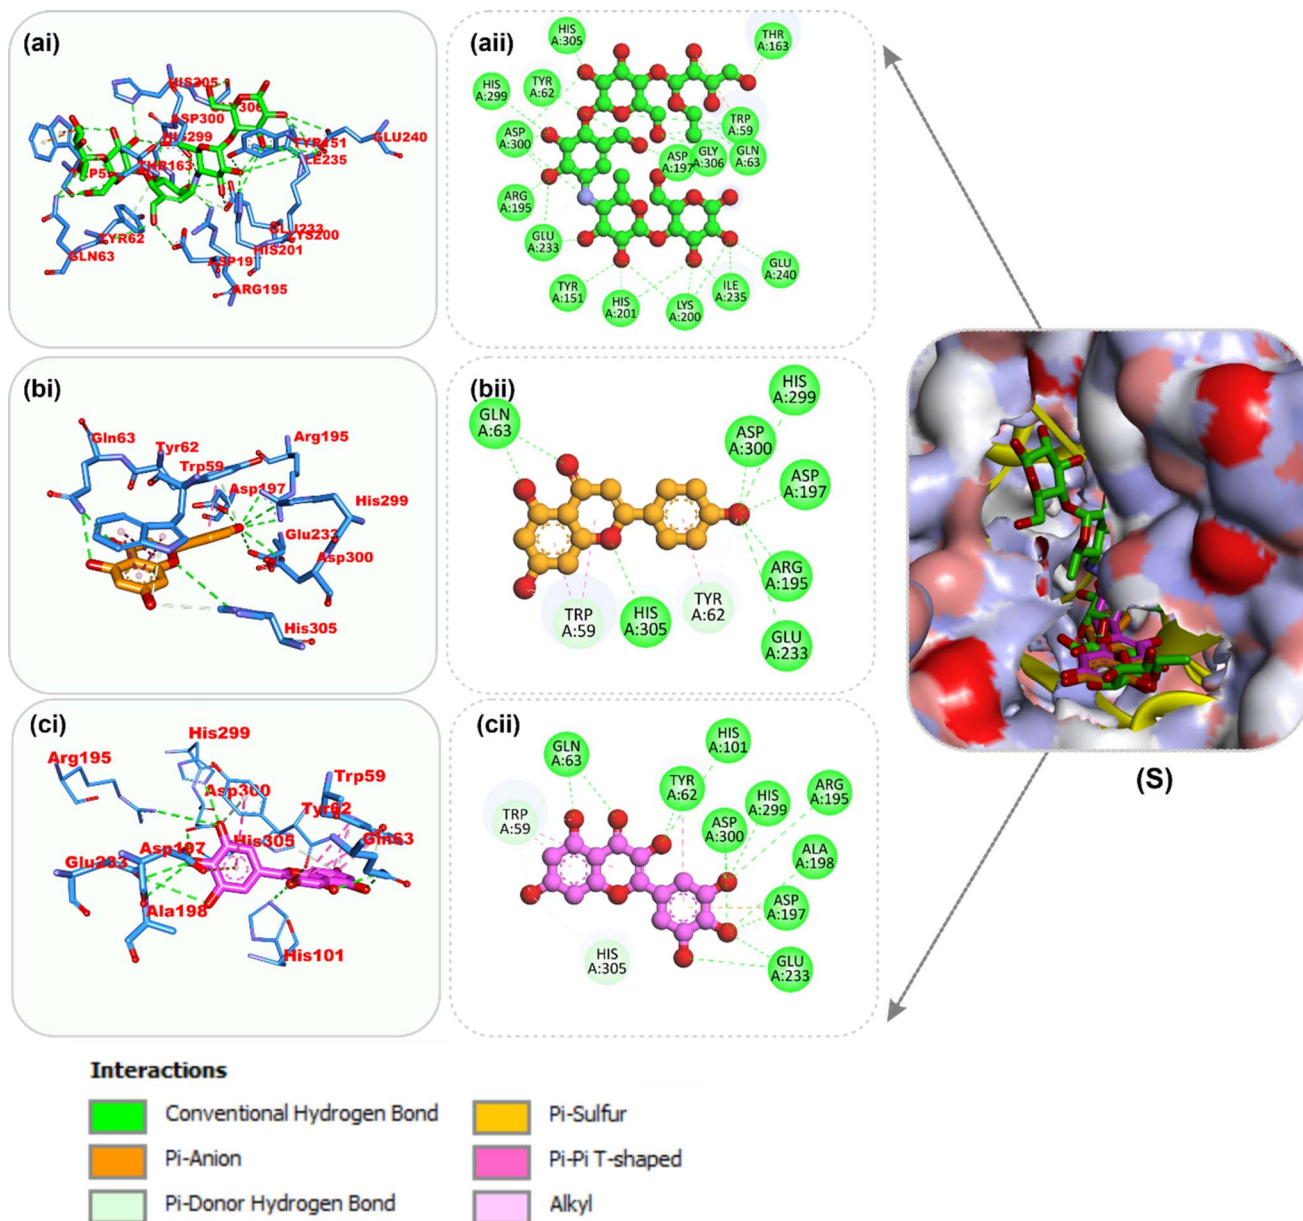 (ai)
HIS305
ASP300
HIS299
TYR151
GLU240
THR163
TYR62
GLN63
HIS201
ARG195
(aii)
HIS
A:305
THR
A:163
HIS
A:299
TYR
A:62
ASP
A:300
TRP
A:59
ASP
A:197
GLY
A:306
GLN
A:63
ARG
A:195
GLU
A:233
GLU
A:240
TYR
A:151
HIS
A:201
LYS
A:200
ILE
A:235
(bi)
Gln63
Tyr62
Trp59
Arg195
Asp197
His299
Glu233
Asp300
His305
(bii)
GLN
A:63
HIS
A:299
ASP
A:300
ASP
A:197
ARG
A:195
TRP
A:59
HIS
A:305
TYR
A:62
GLU
A:233
(S)
(ci)
His299
Arg195
Asp300
Trp59
Tyr62
Asp197
His305
Gln63
Ala198
His101
(cii)
GLN
A:63
HIS
A:101
TYR
A:62
HIS
A:299
ARG
A:195
TRP
A:59
ASP
A:300
ALA
A:198
ASP
A:197
HIS
A:305
GLU
A:233
Interactions
Conventional Hydrogen Bond
Pi-Sulfur
Pi-Anion
Pi-Pi T-shaped
Pi-Donor Hydrogen Bond
Alkyl